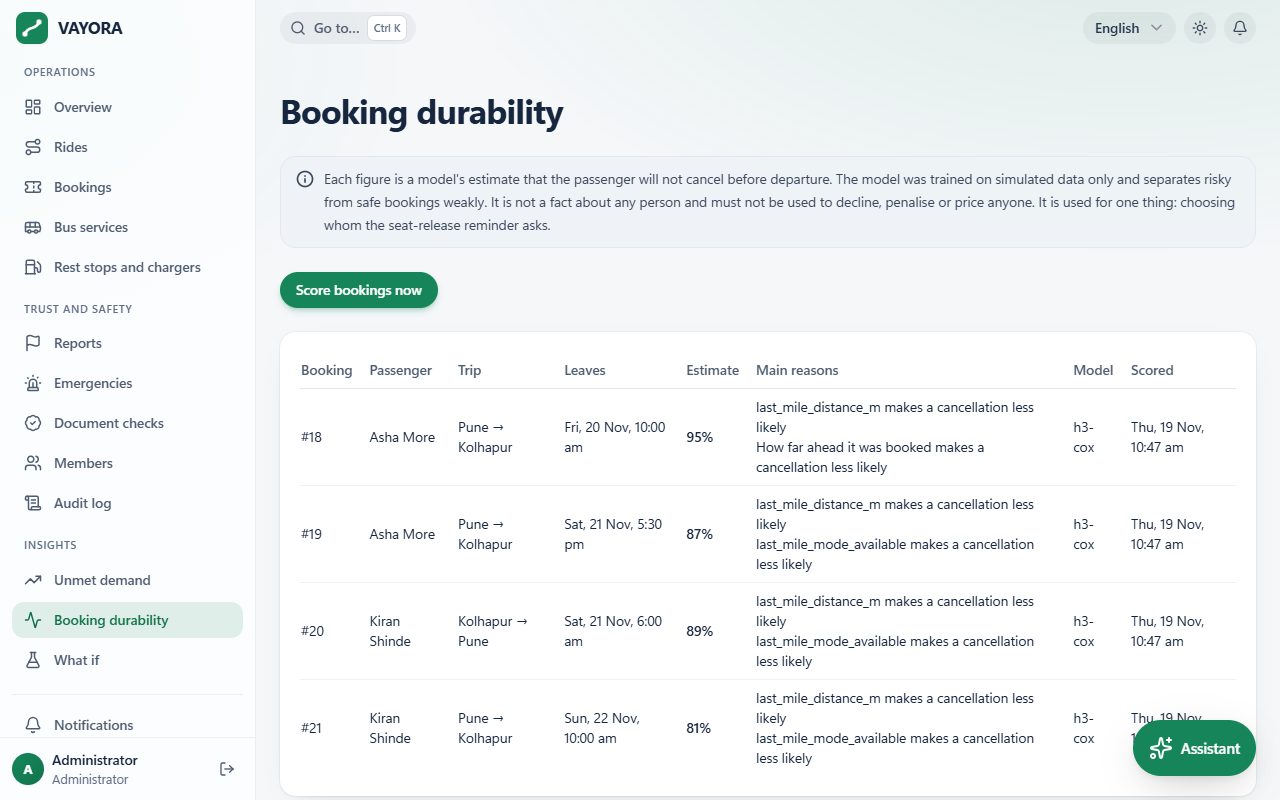 VAYORA
Go to...
Ctrl K
English
OPERATIONS
Overview
Rides
Bookings
Bus services
Rest stops and chargers
TRUST AND SAFETY
Reports
Emergencies
Document checks
Members
Audit log
INSIGHTS
Unmet demand
Booking durability
What if
Notifications
A
Administrator
Administrator
Booking durability
Each figure is a model's estimate that the passenger will not cancel before departure. The model was trained on simulated data only and separates risky
from safe bookings weakly. It is not a fact about any person and must not be used to decline, penalise or price anyone. It is used for one thing: choosing
whom the seat-release reminder asks.
Score bookings now
Booking Passenger Trip Leaves Estimate Main reasons Model Scored
#18 Asha More Pune → Kolhapur Fri, 20 Nov, 10:00 am 95% last_mile_distance_m makes a cancellation less likely How far ahead it was booked makes a cancellation less likely h3-cox Thu, 19 Nov, 10:47 am
#19 Asha More Pune → Kolhapur Sat, 21 Nov, 5:30 pm 87% last_mile_distance_m makes a cancellation less likely last_mile_mode_available makes a cancellation less likely h3-cox Thu, 19 Nov, 10:47 am
#20 Kiran Shinde Kolhapur → Pune Sat, 21 Nov, 6:00 am 89% last_mile_distance_m makes a cancellation less likely last_mile_mode_available makes a cancellation less likely h3-cox Thu, 19 Nov, 10:47 am
#21 Kiran Shinde Pune → Kolhapur Sun, 22 Nov, 10:00 am 81% last_mile_distance_m makes a cancellation less likely last_mile_mode_available makes a cancellation less likely h3-cox Thu, 19 Nov,
Assistant